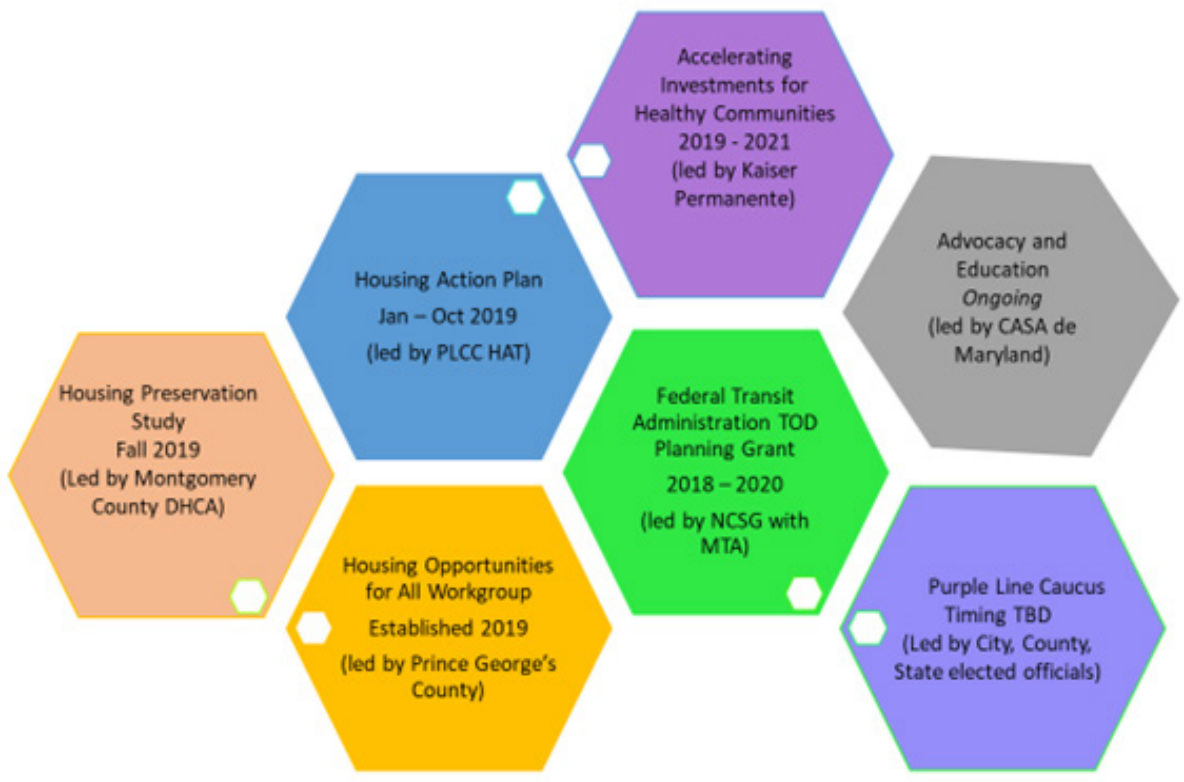 Accelerating
Investments for
Healthy Communities
2019 - 2021
(led by Kaiser
Permanente)
Advocacy and
Education
Ongoing
(led by CASA de
Maryland)
Housing Action Plan
Jan – Oct 2019
(led by PLCC HAT)
Housing Preservation
Study
Fall 2019
(Led by Montgomery
County DHCA)
Federal Transit
Administration TOD
Planning Grant
2018 – 2020
(led by NCSG with
MTA)
Housing Opportunities
for All Workgroup
Established 2019
(led by Prince George’s
County)
Purple Line Caucus
Timing TBD
(Led by City, County,
State elected officials)